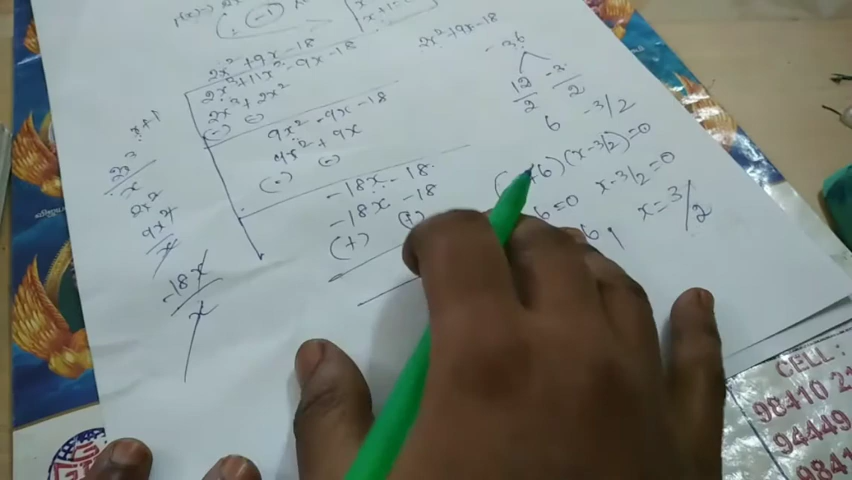 2x² + 9x - 18
x + 1
2x³ + 11x² - 9x - 18
2x³ + 2x²
(-) (-)
9x² - 9x - 18
9x² + 9x
(-) (-)
-18x - 18
-18x - 18
(+) (+)
2x³
x
2x²
9x²
x
-18x
x
2x² + 9x - 18
-36
12 -3
2 2
6 -3/2
+6) (x - 3/2) = 0
6 = 0 x - 3/2 = 0
6, x = 3/2
CELL:
98410 2
94449
9841